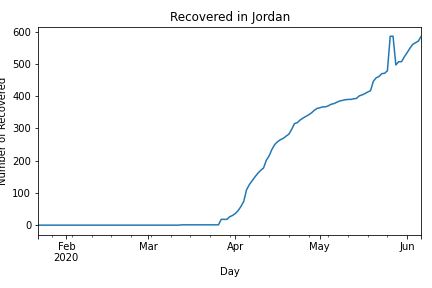 Recovered in Jordan
Number of Recovered
600
500
400
300
200
100
0
Feb
2020
Mar
Apr
May
Jun
Day